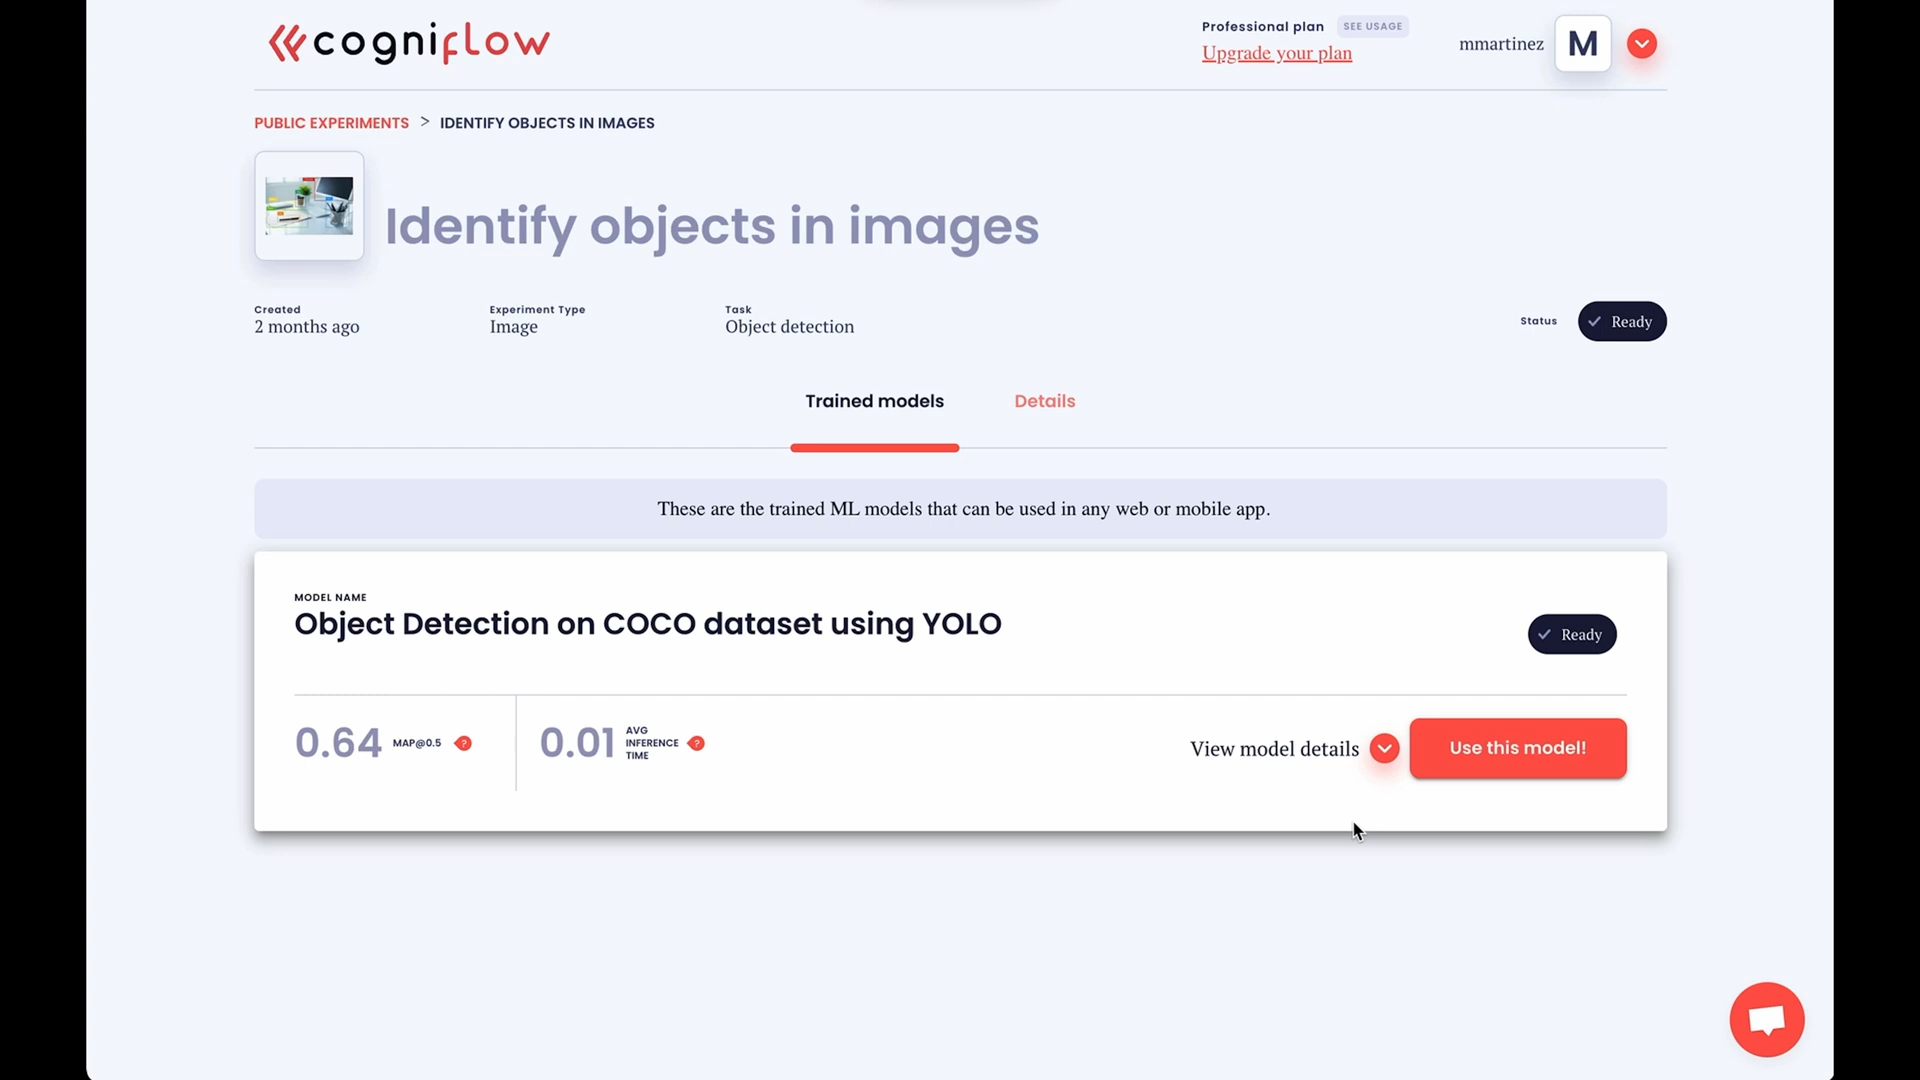 cogniflow
Professional plan SEE USAGE
Upgrade your plan
mmartinez M
PUBLIC EXPERIMENTS > IDENTIFY OBJECTS IN IMAGES
Identify objects in images
Created
2 months ago
Experiment Type
Image
Task
Object detection
Status Ready
Trained models Details
These are the trained ML models that can be used in any web or mobile app.
MODEL NAME
Object Detection on COCO dataset using YOLO
Ready
0.64 MAP@0.5 ?
0.01 AVG
INFERENCE ?
TIME
View model details Use this model!